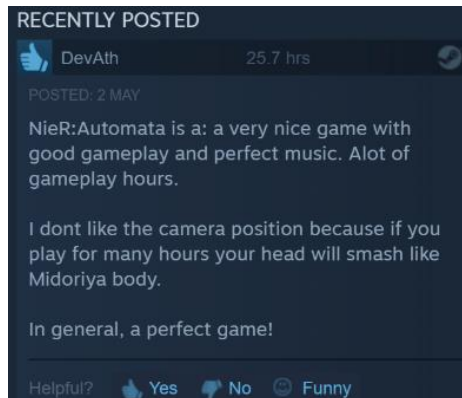 RECENTLY POSTED
DevAth 25.7 hrs
POSTED: 2 MAY
NieR:Automata is a: a very nice game with
good gameplay and perfect music. Alot of
gameplay hours.
I dont like the camera position because if you
play for many hours your head will smash like
Midoriya body.
In general, a perfect game!
Helpful? Yes No Funny